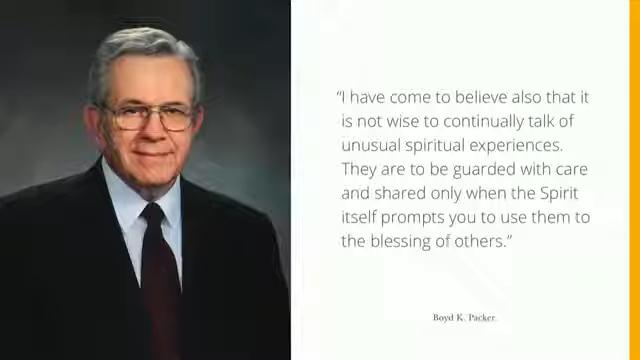 “I have come to believe also that it
is not wise to continually talk of
unusual spiritual experiences.
They are to be guarded with care
and shared only when the Spirit
itself prompts you to use them to
the blessing of others.”
Boyd K. Packer.